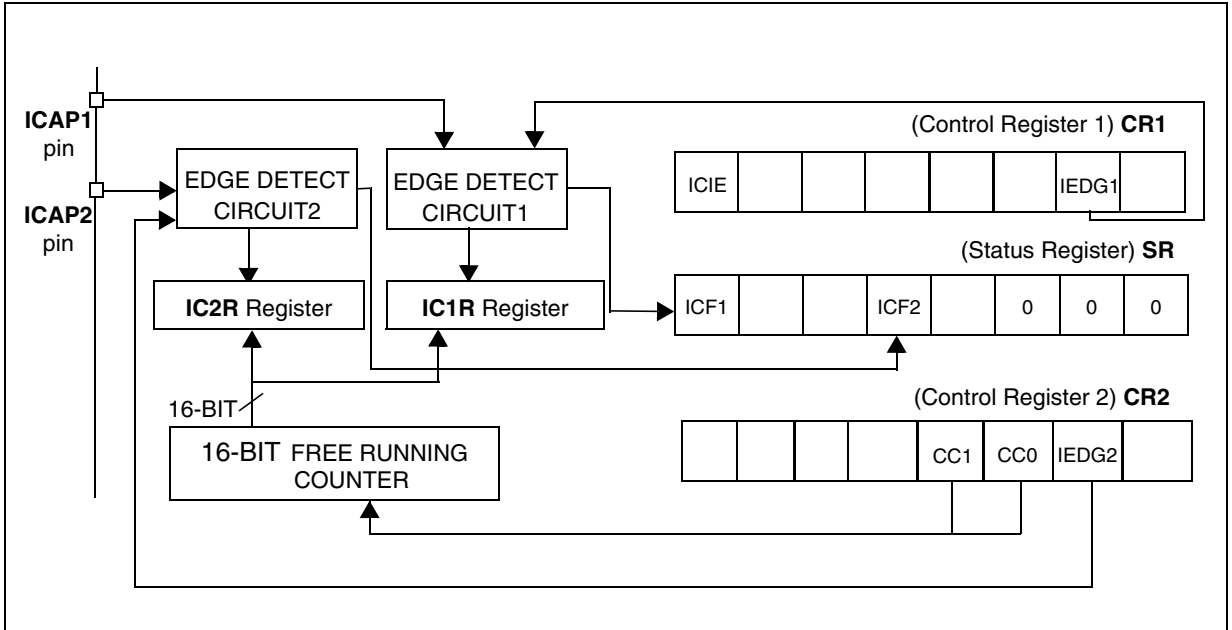 ICAP1
pin
ICAP2
pin
EDGE DETECT
CIRCUIT2
EDGE DETECT
CIRCUIT1
IC2R Register
IC1R Register
16-BIT
16-BIT FREE RUNNING
COUNTER
(Control Register 1) CR1
ICIE
IEDG1
(Status Register) SR
ICF1
ICF2
0
0
0
(Control Register 2) CR2
CC1
CC0
IEDG2